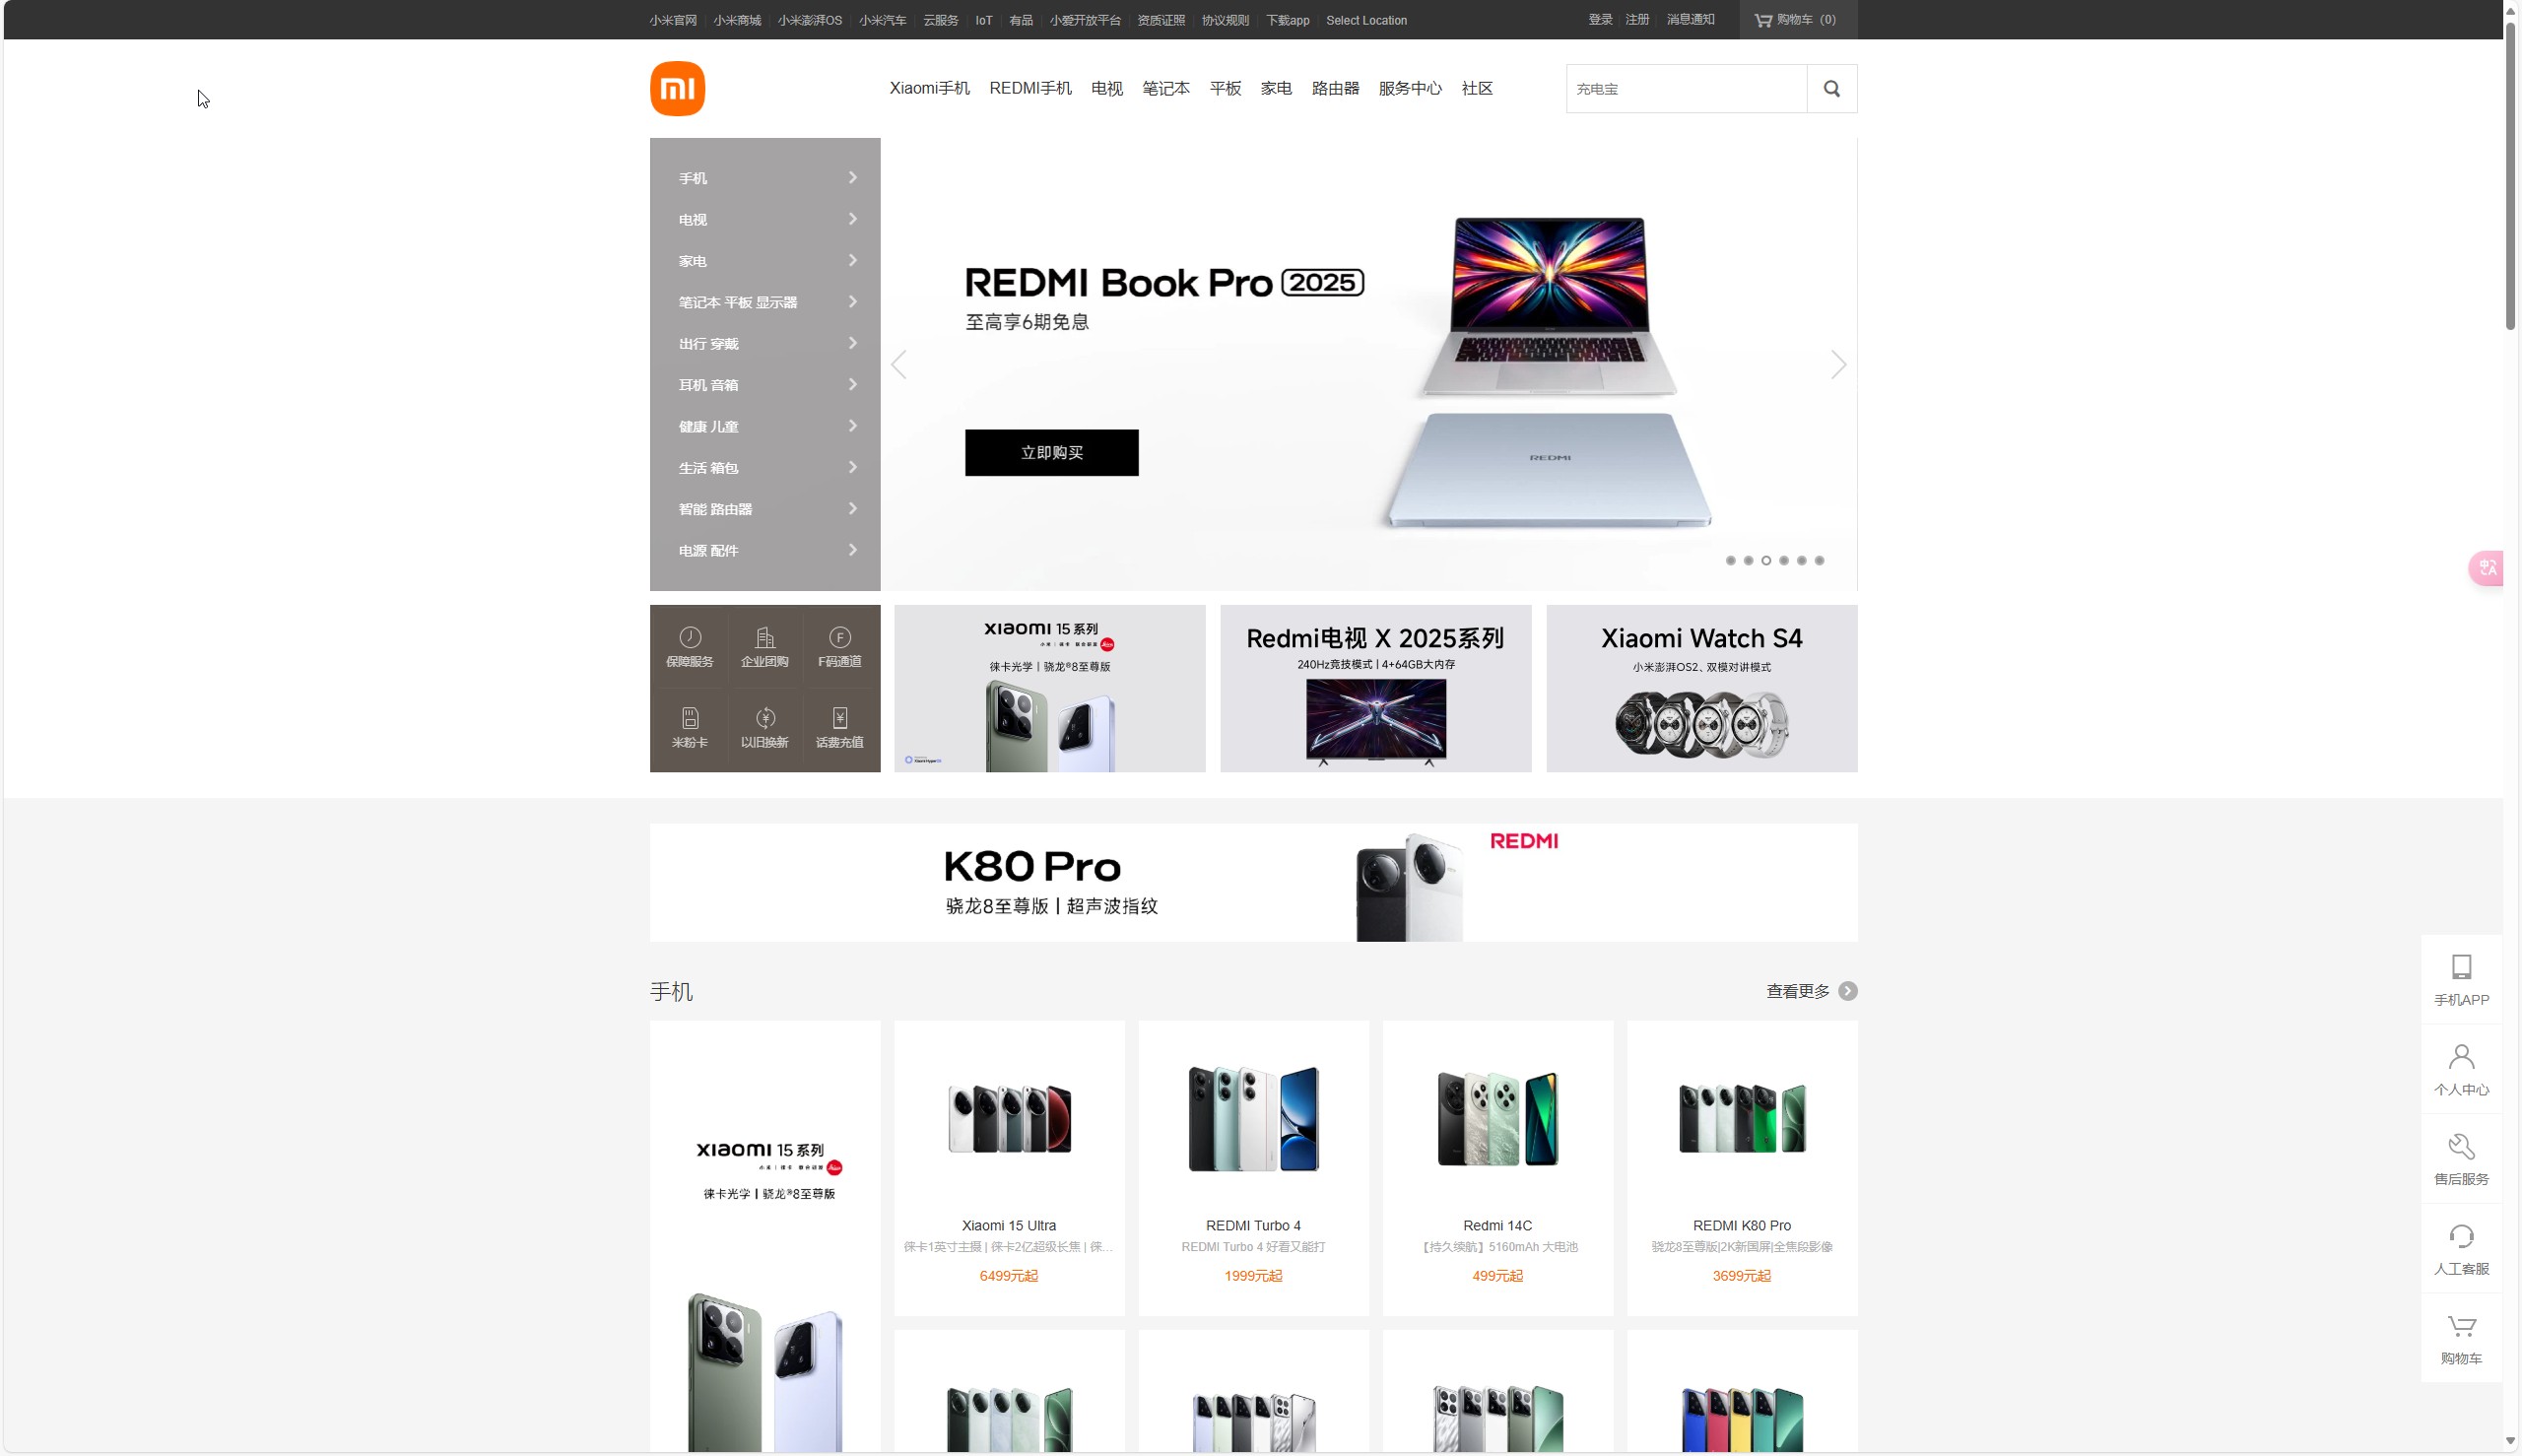 小米官网 小米商城 小米澎湃OS 小米汽车 云服务 IoT 有品 小爱开放平台 资质证照 协议规则 下载app Select Location
登录 注册 消息通知 购物车 (0)
Xiaomi手机 REDMI手机 电视 笔记本 平板 家电 路由器 服务中心 社区
充电宝
手机
电视
家电
笔记本 平板 显示器
出行 穿戴
耳机 音箱
健康 儿童
生活 箱包
智能 路由器
电源 配件
REDMI Book Pro 2025
至高享6期免息
立即购买
REDMI
保障服务 企业团购 F码通道
米粉卡 以旧换新 话费充值
xiaomi 15 系列
徕卡光学 | 骁龙®8至尊版
Redmi电视 X 2025系列
240Hz竞技模式 | 4+64GB大内存
Xiaomi Watch S4
小米澎湃OS2、双模对讲模式
K80 Pro
骁龙8至尊版 | 超声波指纹
REDMI
手机
查看更多
xiaomi 15 系列
徕卡光学 | 骁龙®8至尊版
Xiaomi 15 Ultra
徕卡1英寸主摄 | 徕卡2亿超级长焦 | 徕...
6499元起
REDMI Turbo 4
REDMI Turbo 4 好看又能打
1999元起
Redmi 14C
【持久续航】5160mAh 大电池
499元起
REDMI K80 Pro
骁龙8至尊版|2K新国屏|全焦段影像
3699元起
手机APP
个人中心
售后服务
人工客服
购物车